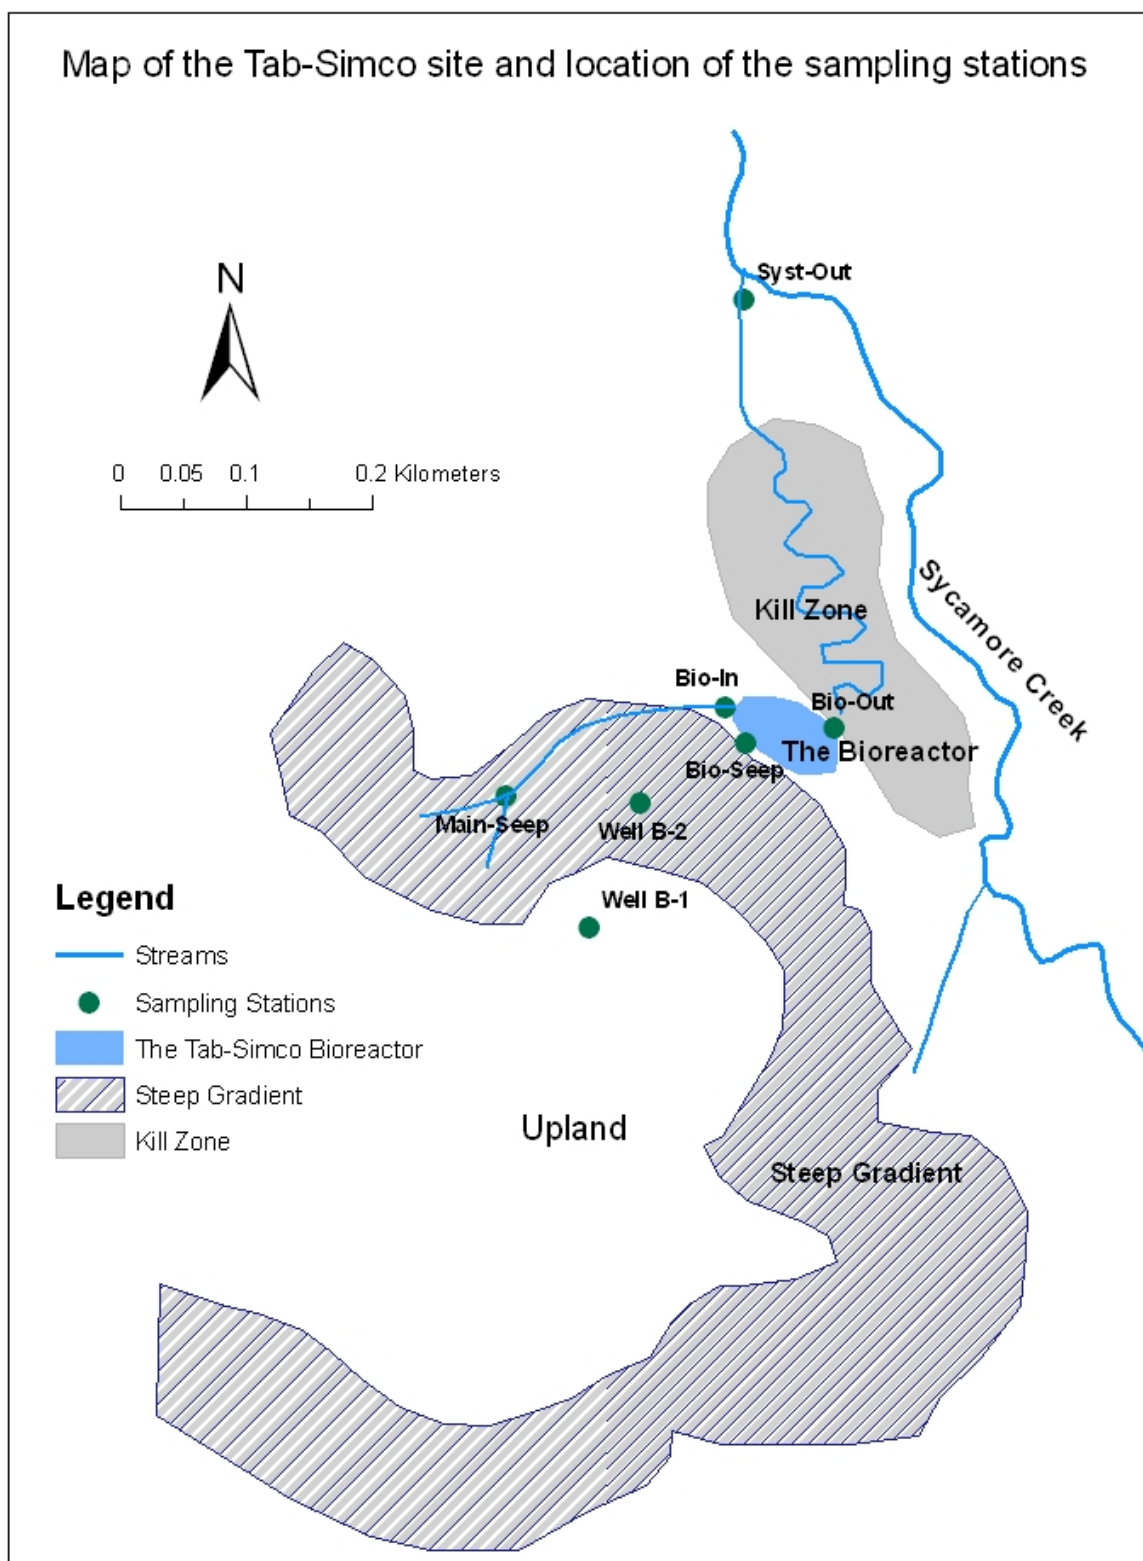 Map of the Tab-Simco site and location of the sampling stations
Syst-Out
N
0 0.05 0.1 0.2 Kilometers
Kill Zone
Sycamore Creek
Bio-In
Bio-Out
The Bioreactor
Bio-Seep
Main-Seep
Well B-2
Well B-1
Legend
Streams
Sampling Stations
The Tab-Simco Bioreactor
Steep Gradient
Kill Zone
Upland
Steep Gradient